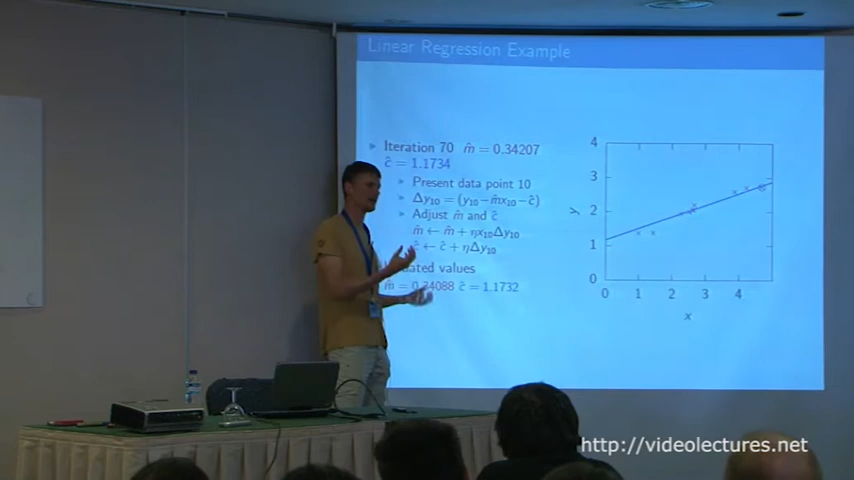 Linear Regression Example
Iteration 70 m̂ = 0.34207
ĉ = 1.1734
Present data point 10
Δy₁₀ = (y₁₀ − m̂x₁₀ − ĉ)
Adjust m̂ and ĉ
m̂ ← m̂ + ηx₁₀Δy₁₀
← ĉ + ηΔy₁₀
values
m̂ = 0.34088 ĉ = 1.1732
4
3
2
1
0
y
0 1 2 3 4
x
http://videolectures.net